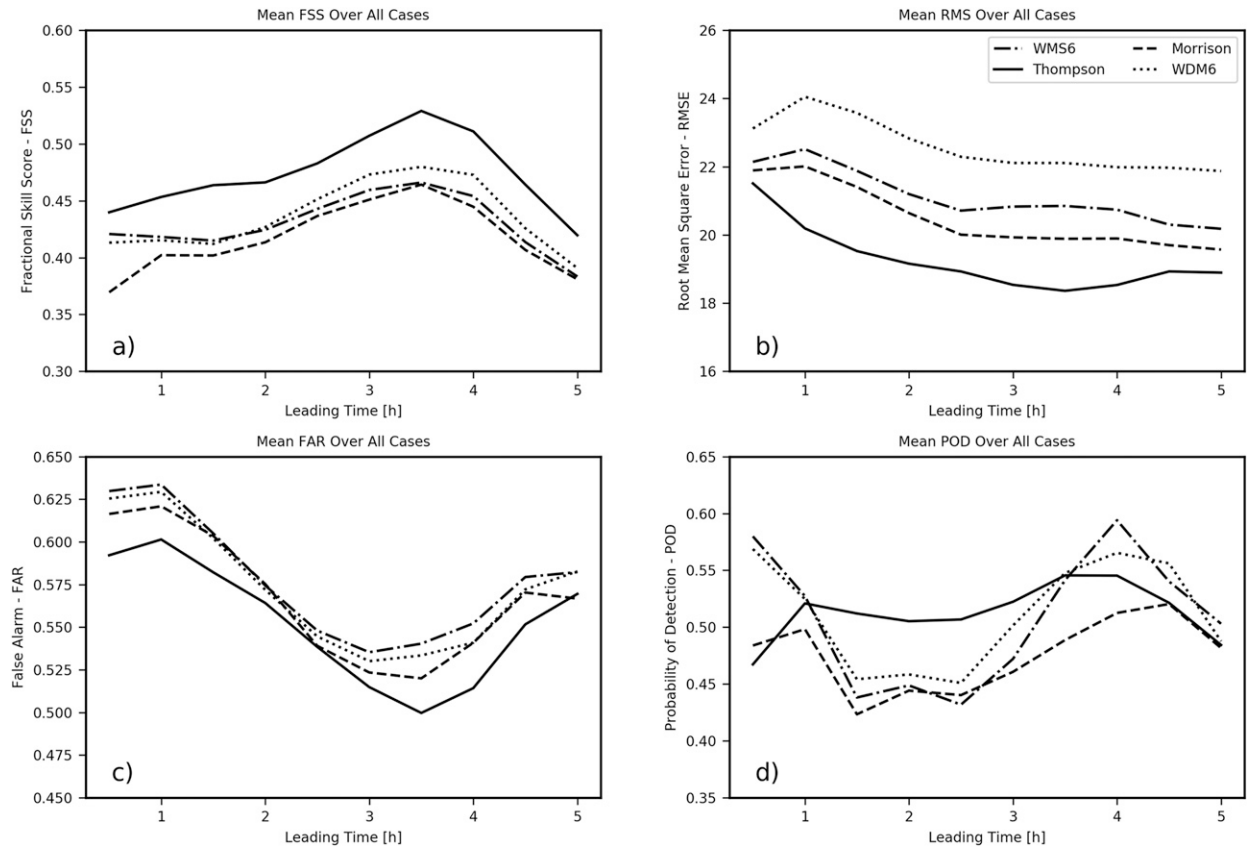 Mean FSS Over All Cases
Fractional Skill Score - FSS
0.60
0.55
0.50
0.45
0.40
0.35
0.30
a)
1 2 3 4 5
Leading Time [h]
Mean RMS Over All Cases
Root Mean Square Error - RMSE
26
24
22
20
18
16
WMS6 Morrison
Thompson WDM6
b)
1 2 3 4 5
Leading Time [h]
Mean FAR Over All Cases
False Alarm - FAR
0.650
0.625
0.600
0.575
0.550
0.525
0.500
0.475
0.450
c)
1 2 3 4 5
Leading Time [h]
Mean POD Over All Cases
Probability of Detection - POD
0.65
0.60
0.55
0.50
0.45
0.40
0.35
d)
1 2 3 4 5
Leading Time [h]